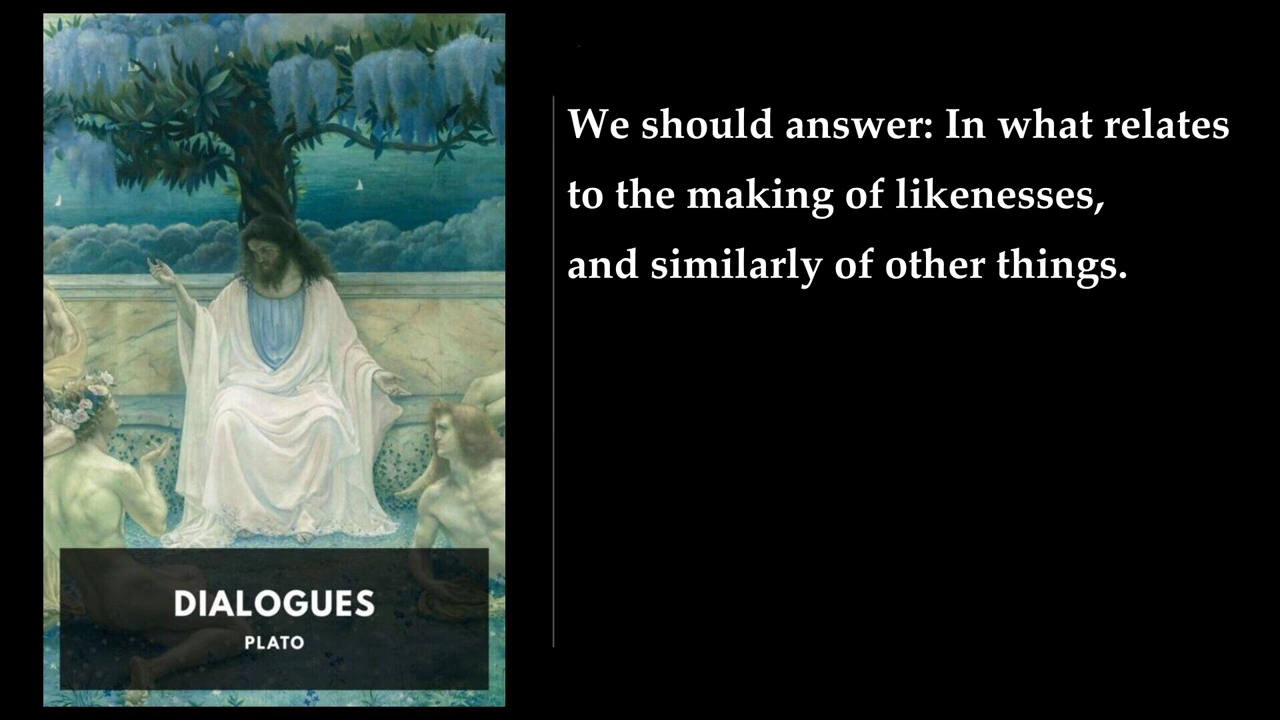 We should answer: In what relates
to the making of likenesses,
and similarly of other things.
DIALOGUES
PLATO